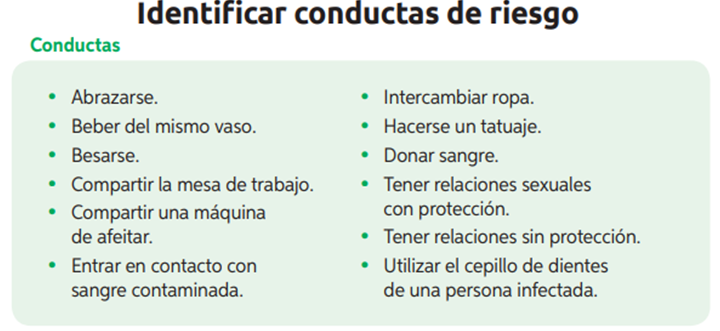 Identificar conductas de riesgo
Conductas
• Abrazarse.
• Beber del mismo vaso.
• Besarse.
• Compartir la mesa de trabajo.
• Compartir una máquina
de afeitar.
• Entrar en contacto con
sangre contaminada.
• Intercambiar ropa.
• Hacerse un tatuaje.
• Donar sangre.
• Tener relaciones sexuales
con protección.
• Tener relaciones sin protección.
• Utilizar el cepillo de dientes
de una persona infectada.